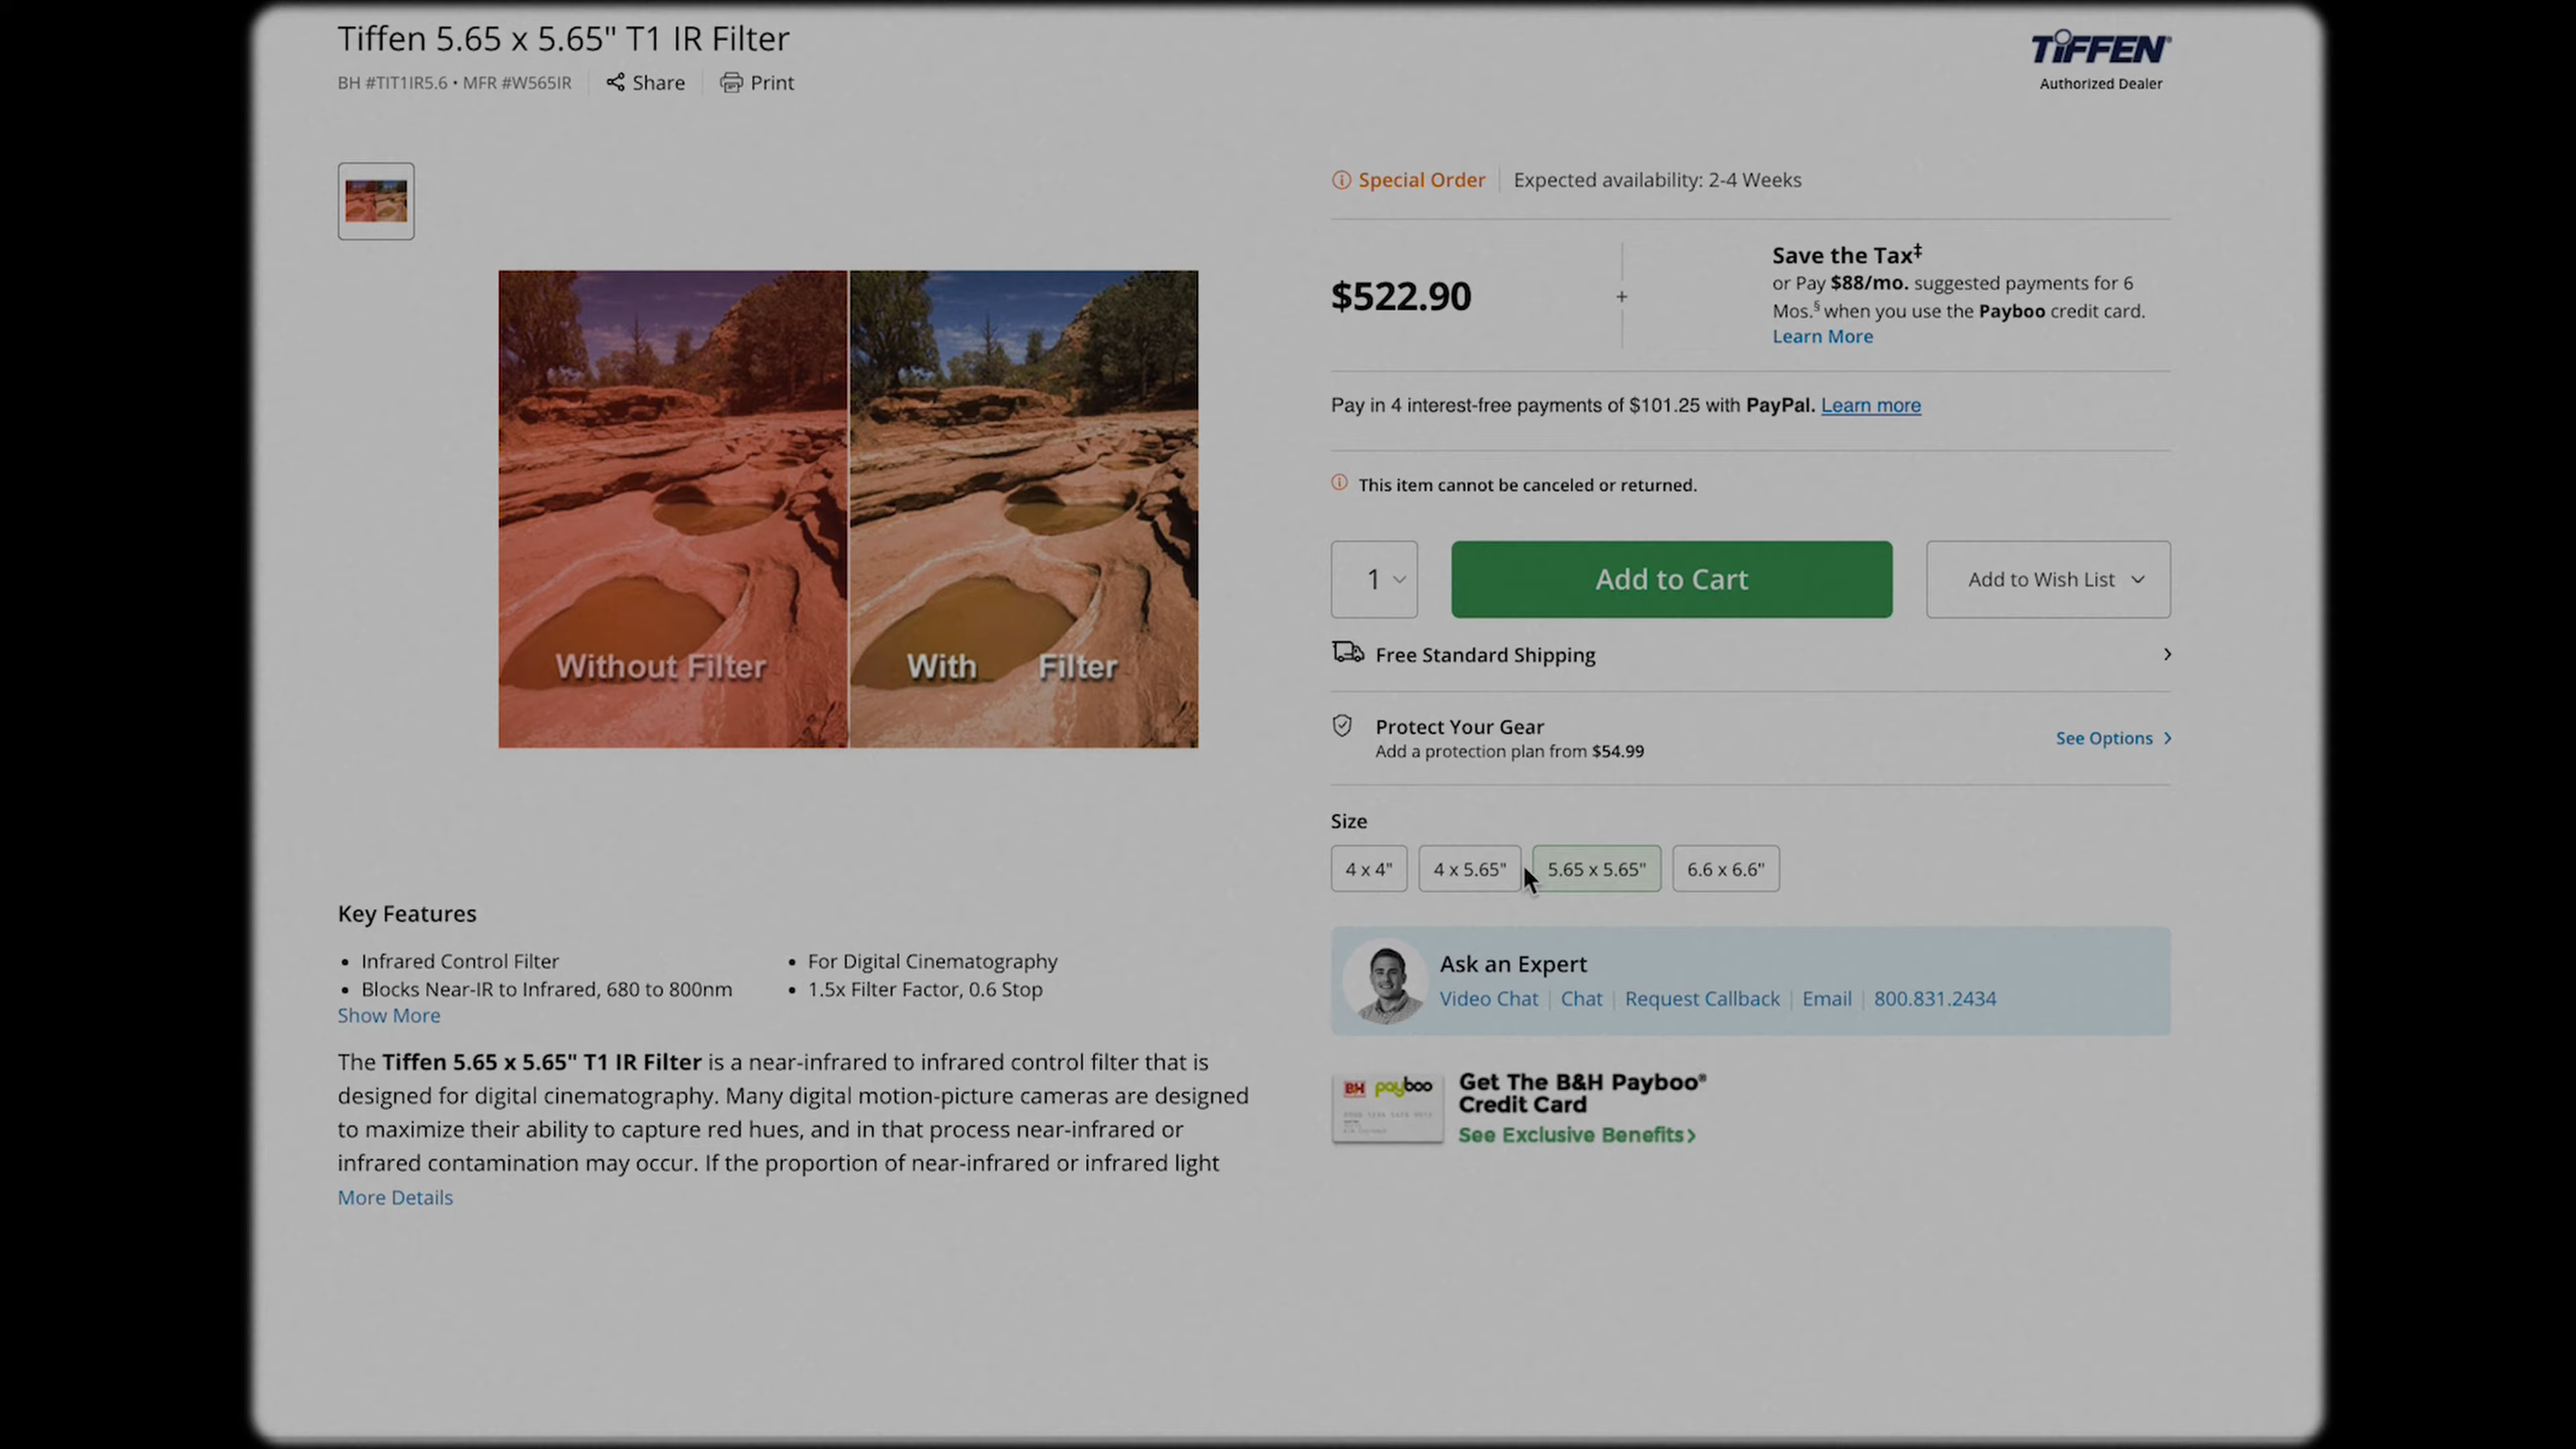 Tiffen 5.65 x 5.65" T1 IR Filter
BH #TIT1IR5.6 • MFR #W565IR
Share
Print
TiFFEN®
Authorized Dealer
Special Order
Expected availability: 2-4 Weeks
$522.90
+
Save the Tax‡
or Pay $88/mo. suggested payments for 6
Mos.§ when you use the Payboo credit card.
Learn More
Pay in 4 interest-free payments of $101.25 with PayPal. Learn more
This item cannot be canceled or returned.
1
Add to Cart
Add to Wish List
Free Standard Shipping
Protect Your Gear
Add a protection plan from $54.99
See Options
Size
4 x 4"
4 x 5.65"
5.65 x 5.65"
6.6 x 6.6"
Ask an Expert
Video Chat | Chat | Request Callback | Email | 800.831.2434
BH payboo
Get The B&H Payboo®
Credit Card
See Exclusive Benefits
Without Filter
With Filter
Key Features
• Infrared Control Filter
• Blocks Near-IR to Infrared, 680 to 800nm
• For Digital Cinematography
• 1.5x Filter Factor, 0.6 Stop
Show More
The Tiffen 5.65 x 5.65" T1 IR Filter is a near-infrared to infrared control filter that is
designed for digital cinematography. Many digital motion-picture cameras are designed
to maximize their ability to capture red hues, and in that process near-infrared or
infrared contamination may occur. If the proportion of near-infrared or infrared light
More Details